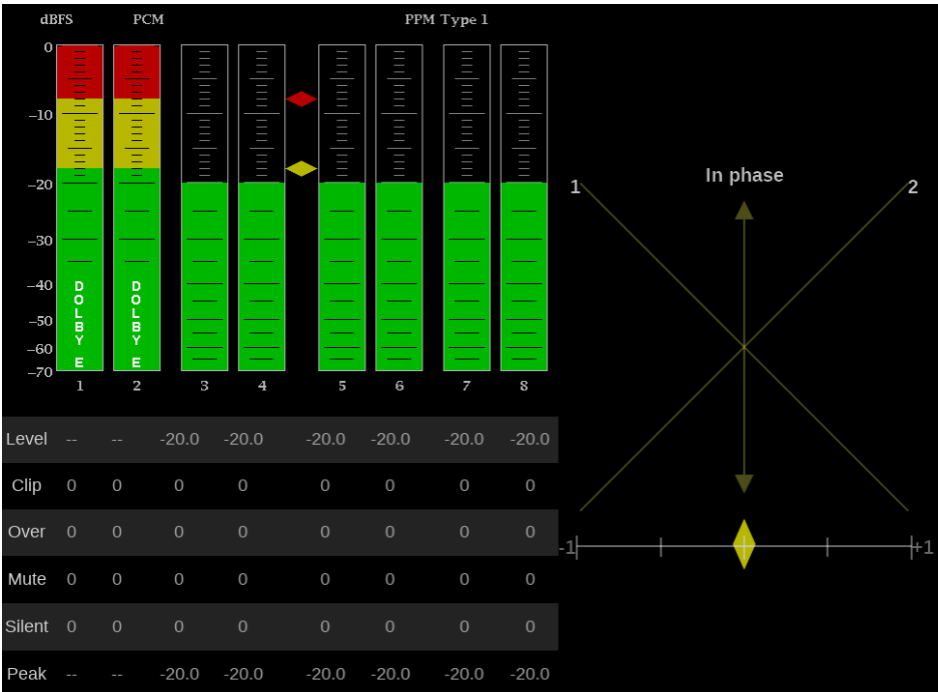 dBFS PCM PPM Type 1
0
–10
–20
–30
–40
–50
–60
–70
DOLBY E
DOLBY E
1 2 3 4 5 6 7 8
Level -- -- -20.0 -20.0 -20.0 -20.0 -20.0 -20.0
Clip 0 0 0 0 0 0 0 0
Over 0 0 0 0 0 0 0 0
Mute 0 0 0 0 0 0 0 0
Silent 0 0 0 0 0 0 0 0
Peak -- -- -20.0 -20.0 -20.0 -20.0 -20.0 -20.0
In phase
1 2
-1 +1